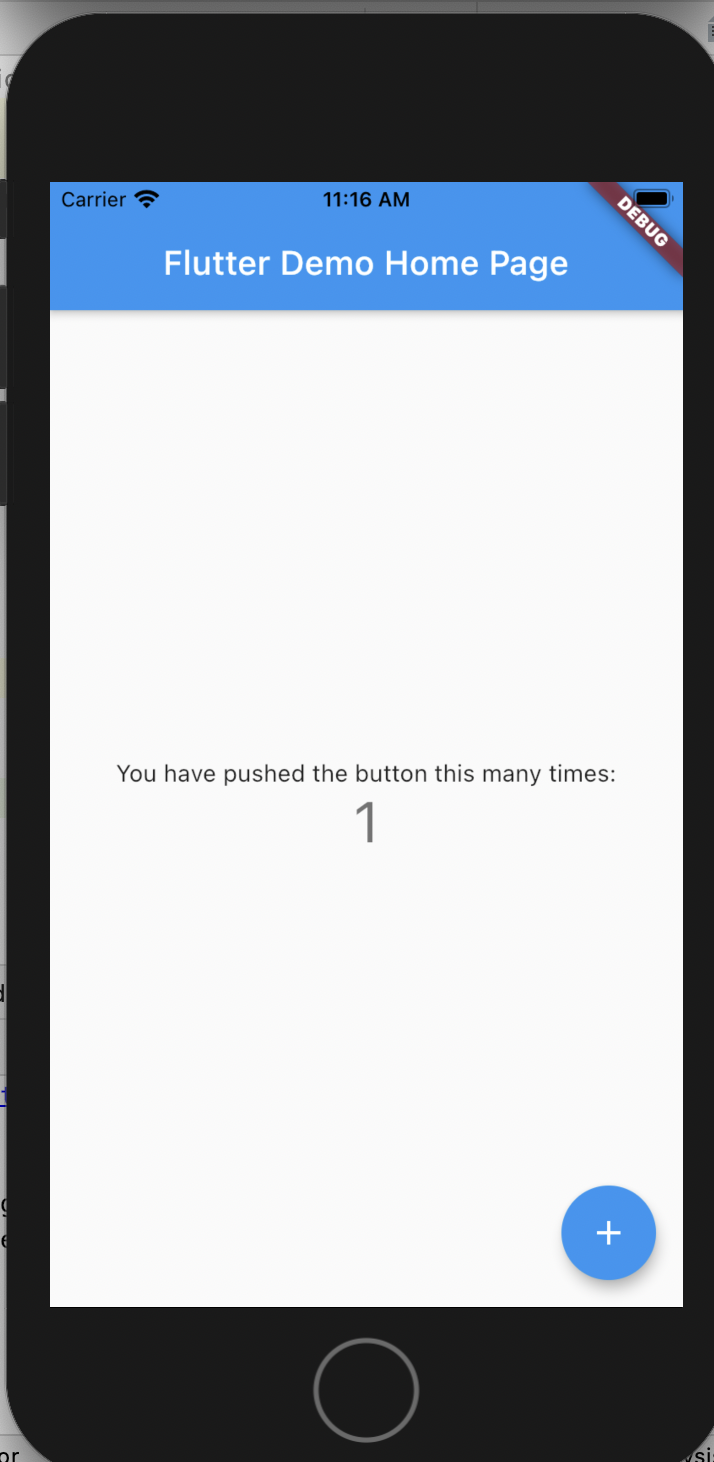 Carrier 11:16 AM
DEBUG
Flutter Demo Home Page
You have pushed the button this many times:
1
+